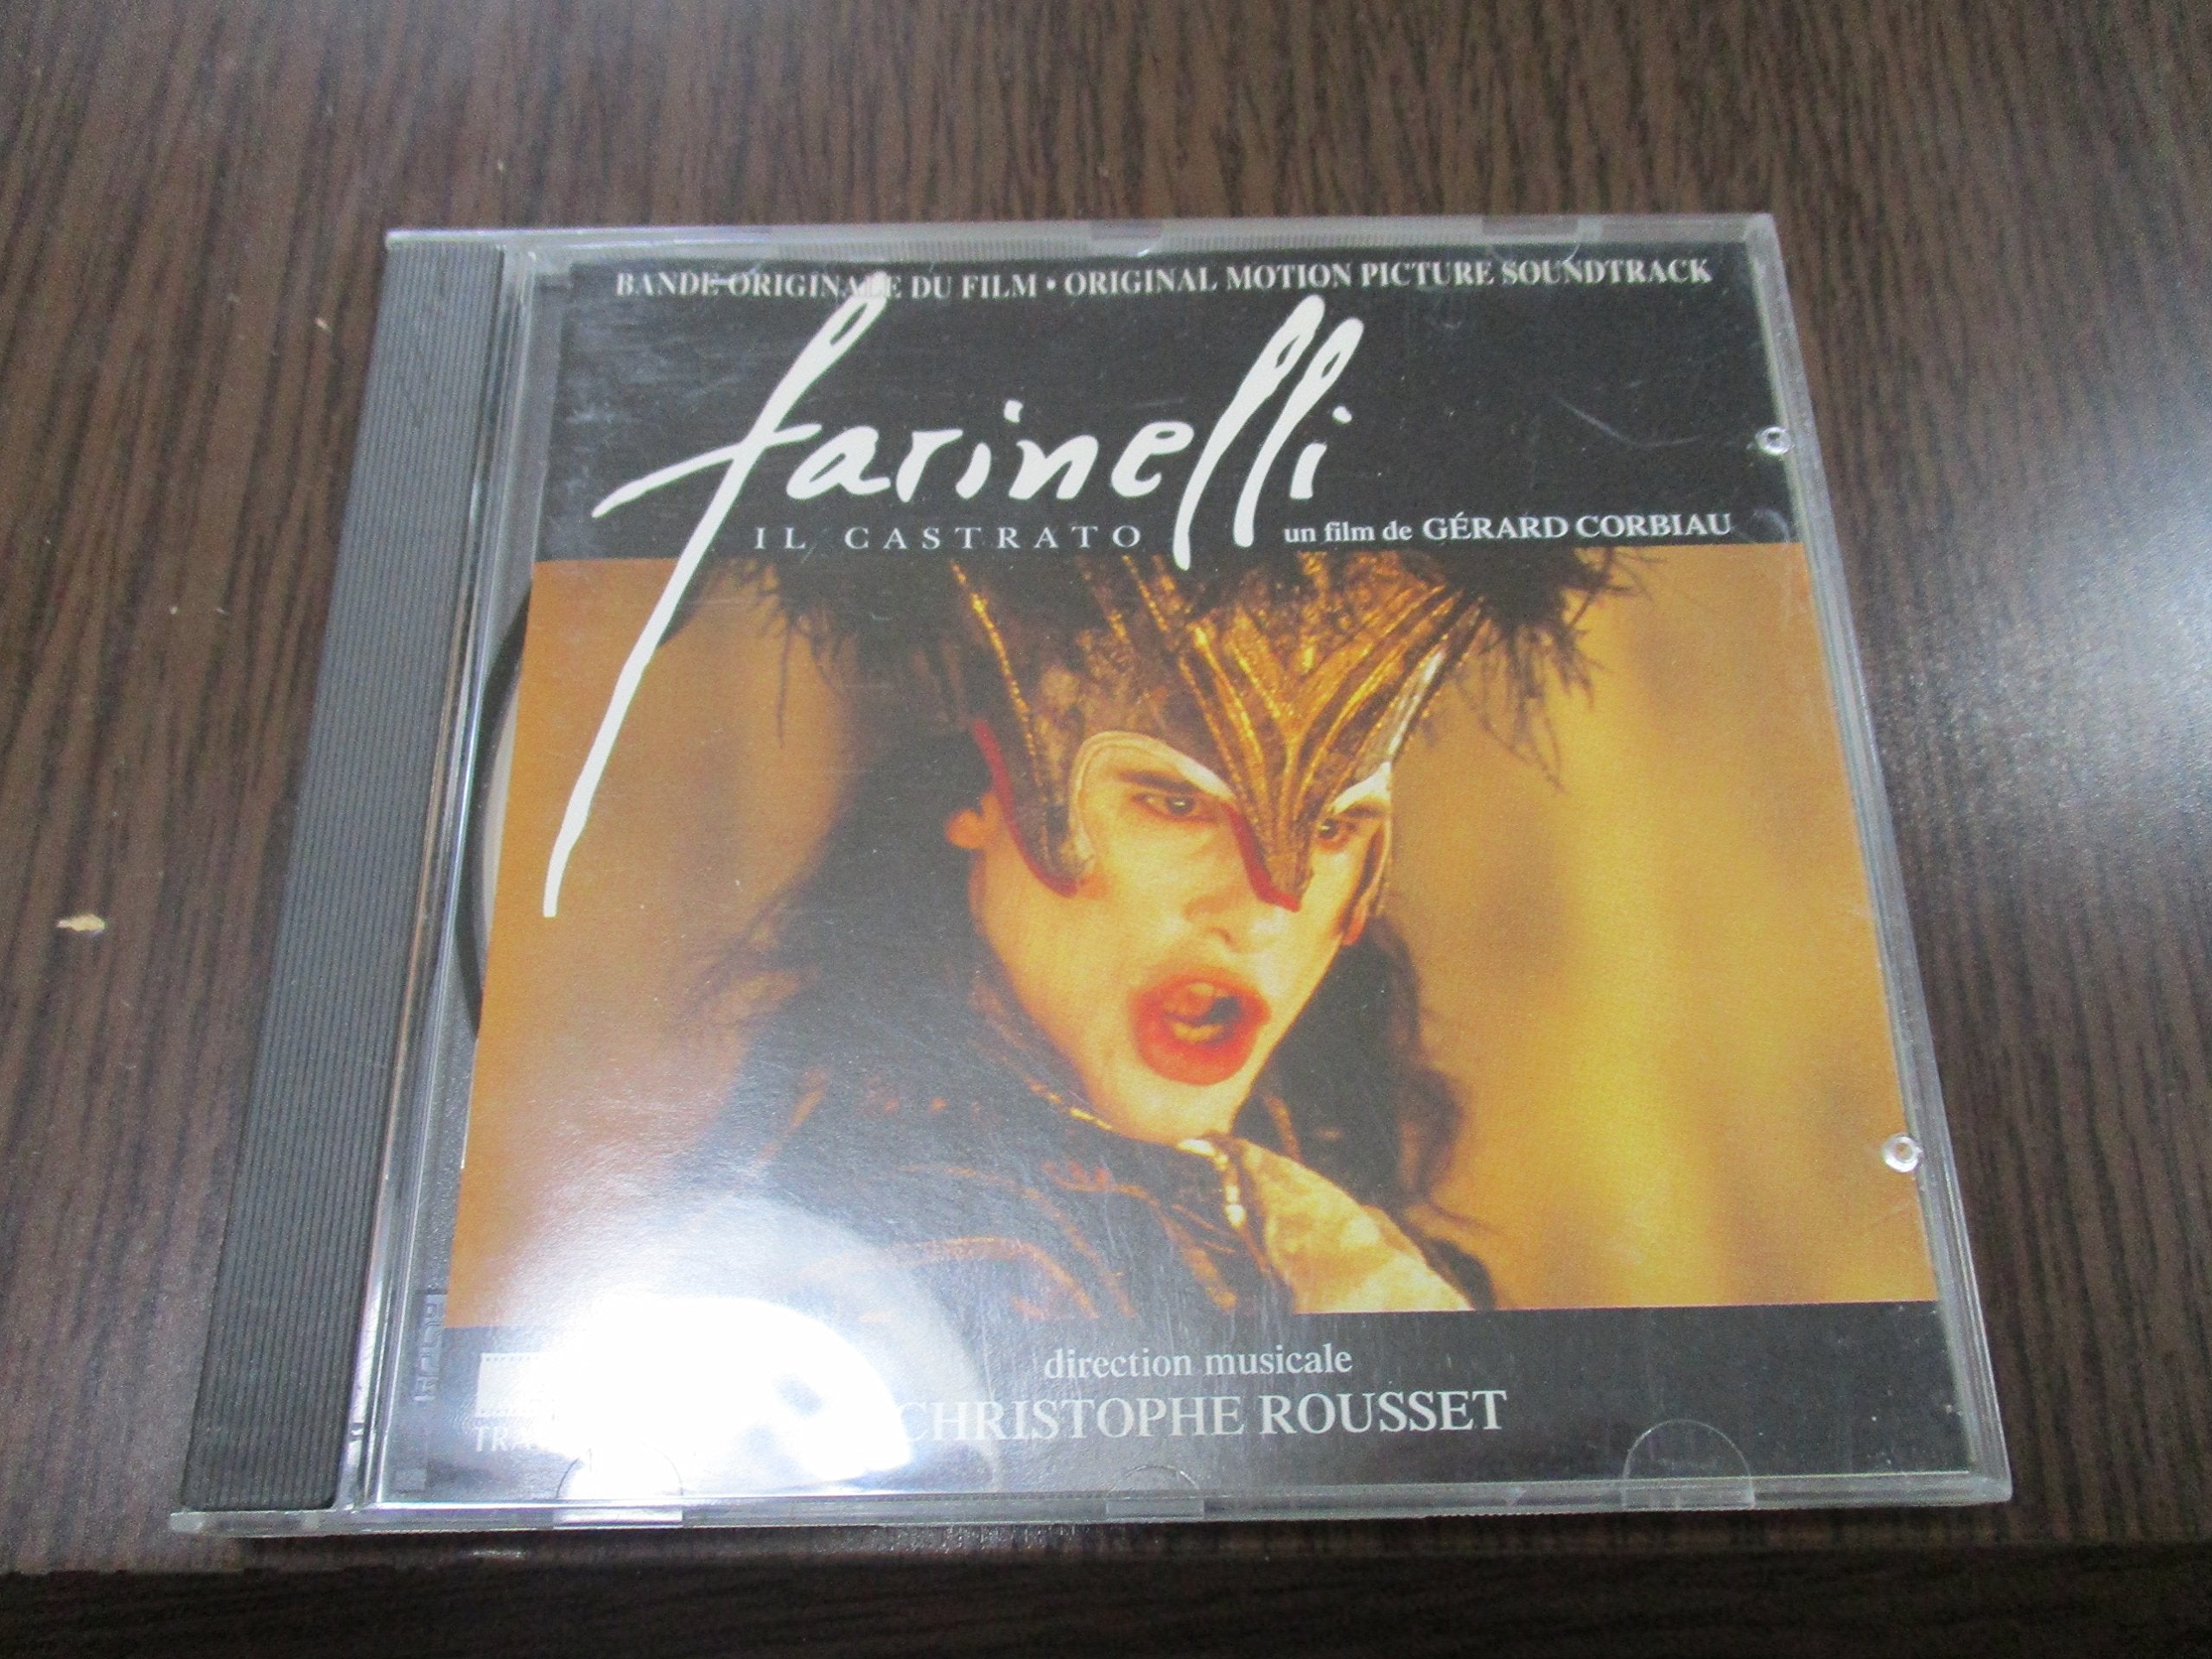 BANDE ORIGINALE DU FILM • ORIGINAL MOTION PICTURE SOUNDTRACK
farinelli
IL CASTRATO
un film de GÉRARD CORBIAU
direction musicale
CHRISTOPHE ROUSSET